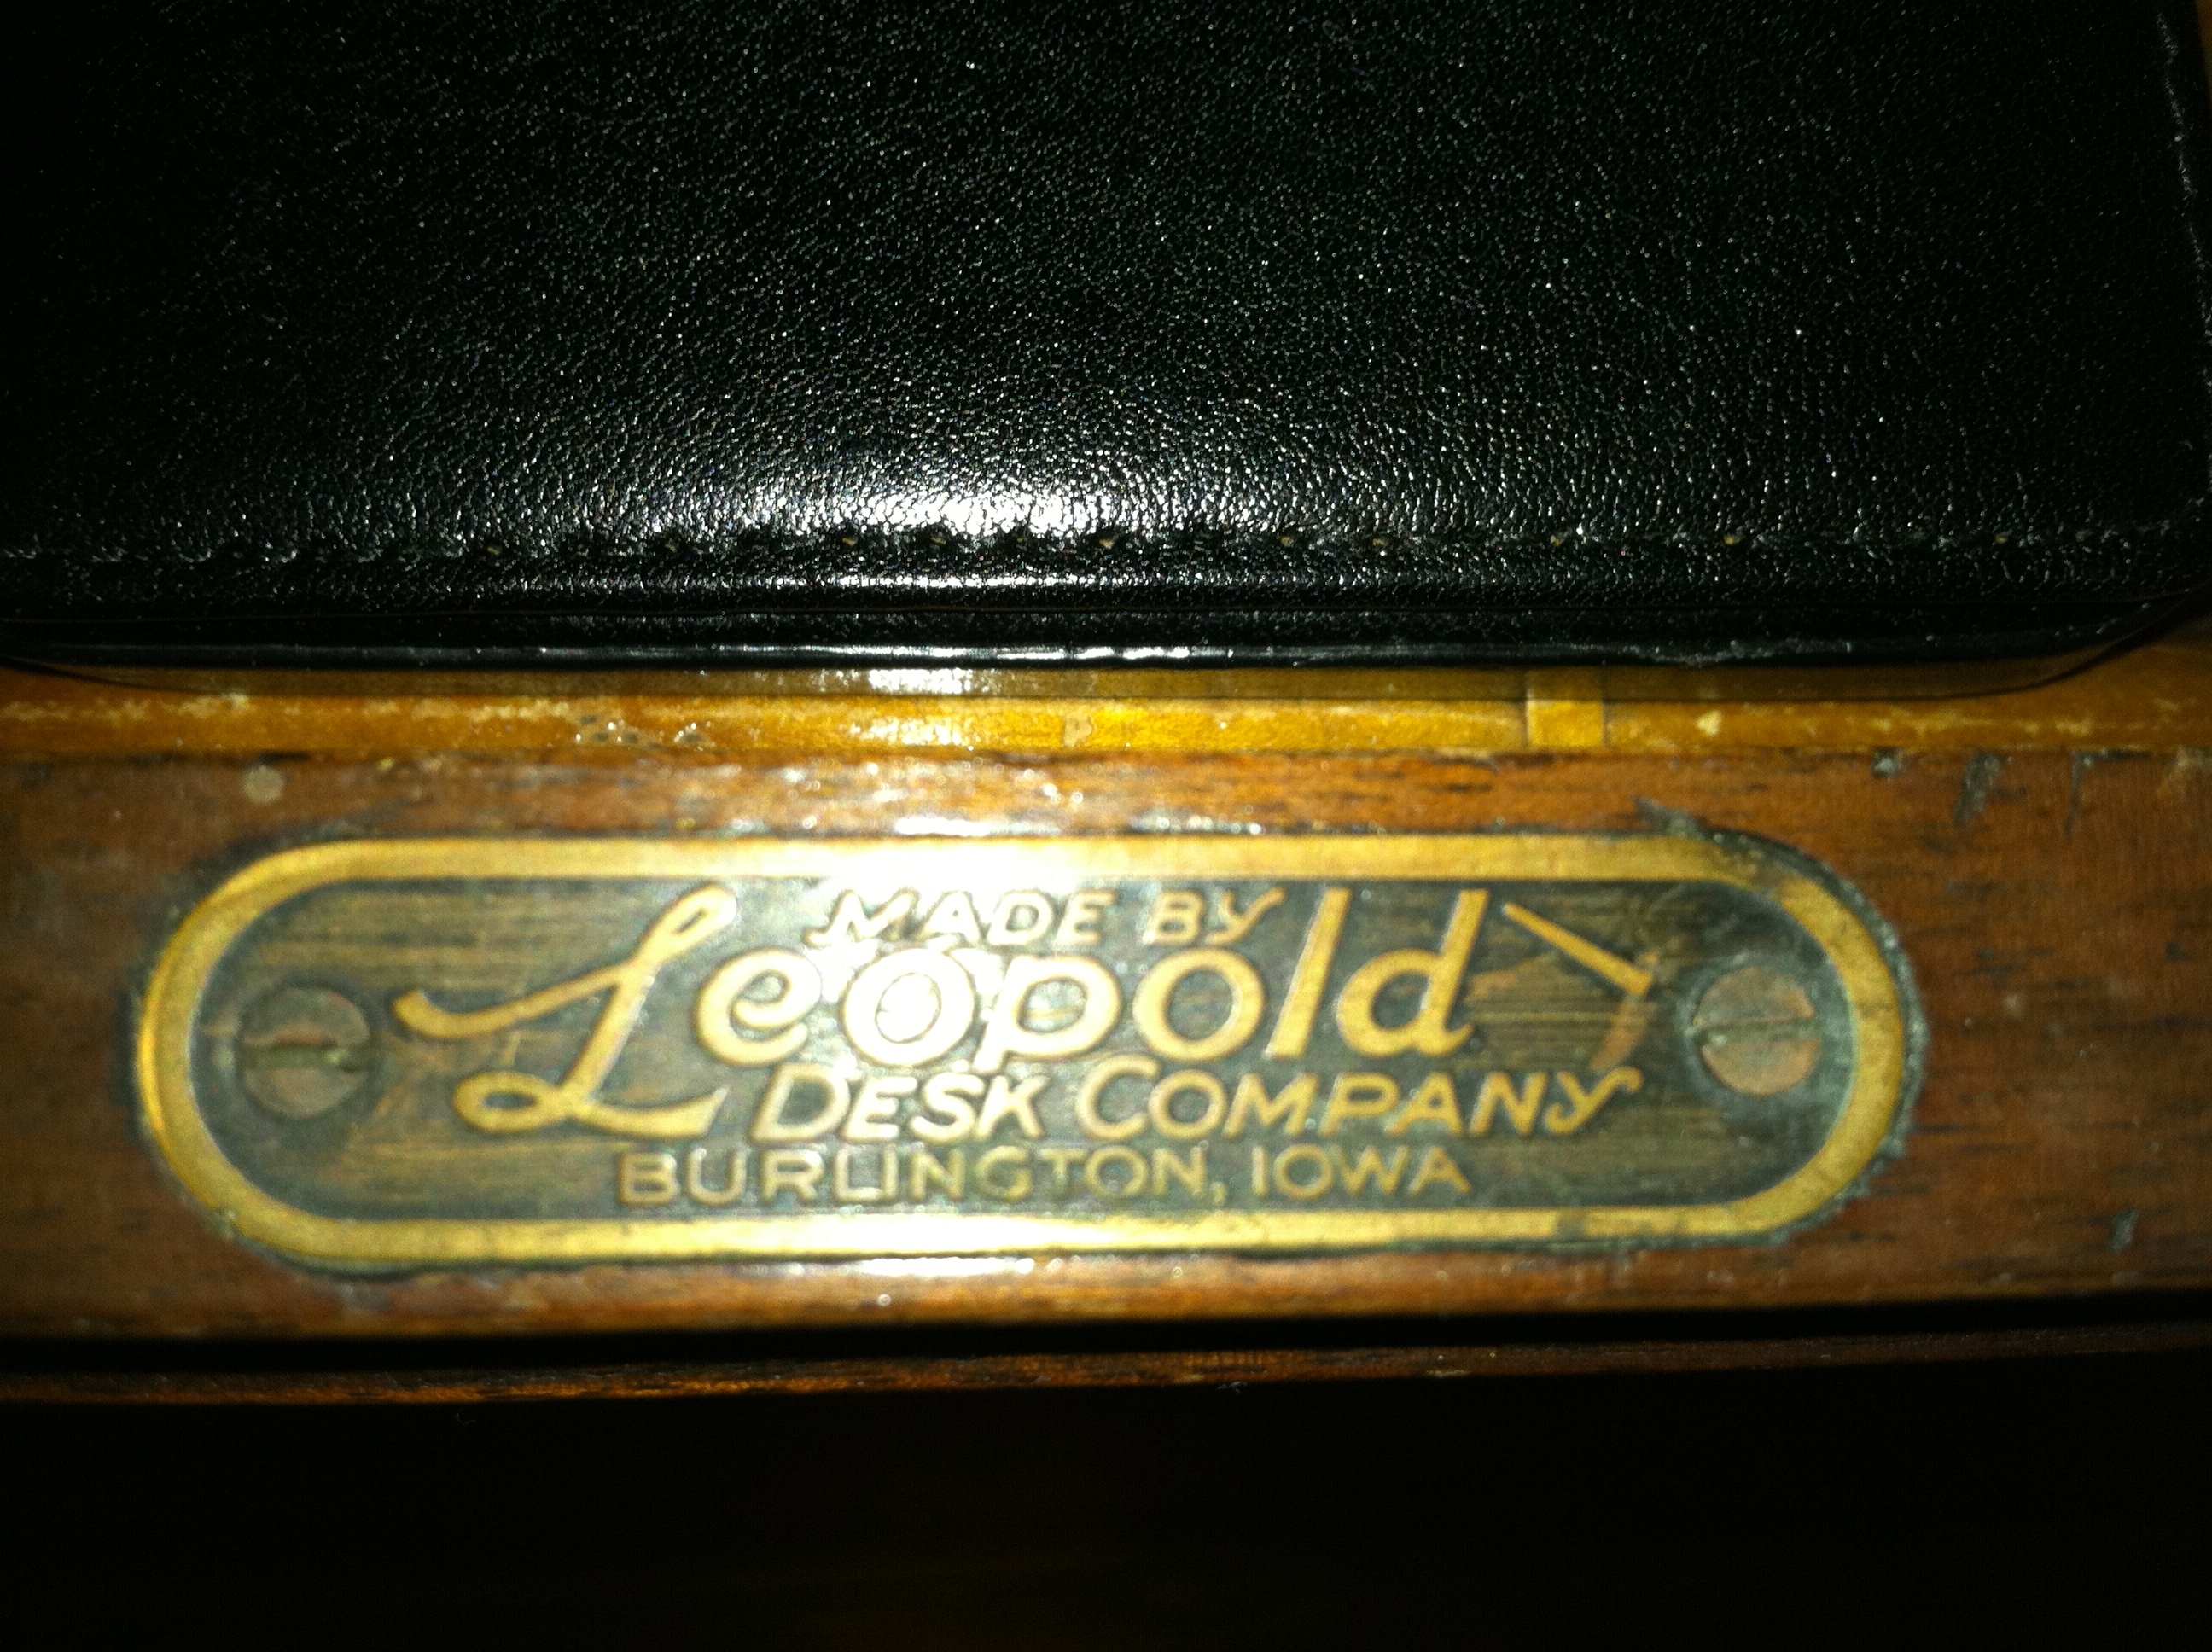 MADE BY
Leopold
DESK COMPANY
BURLINGTON, IOWA